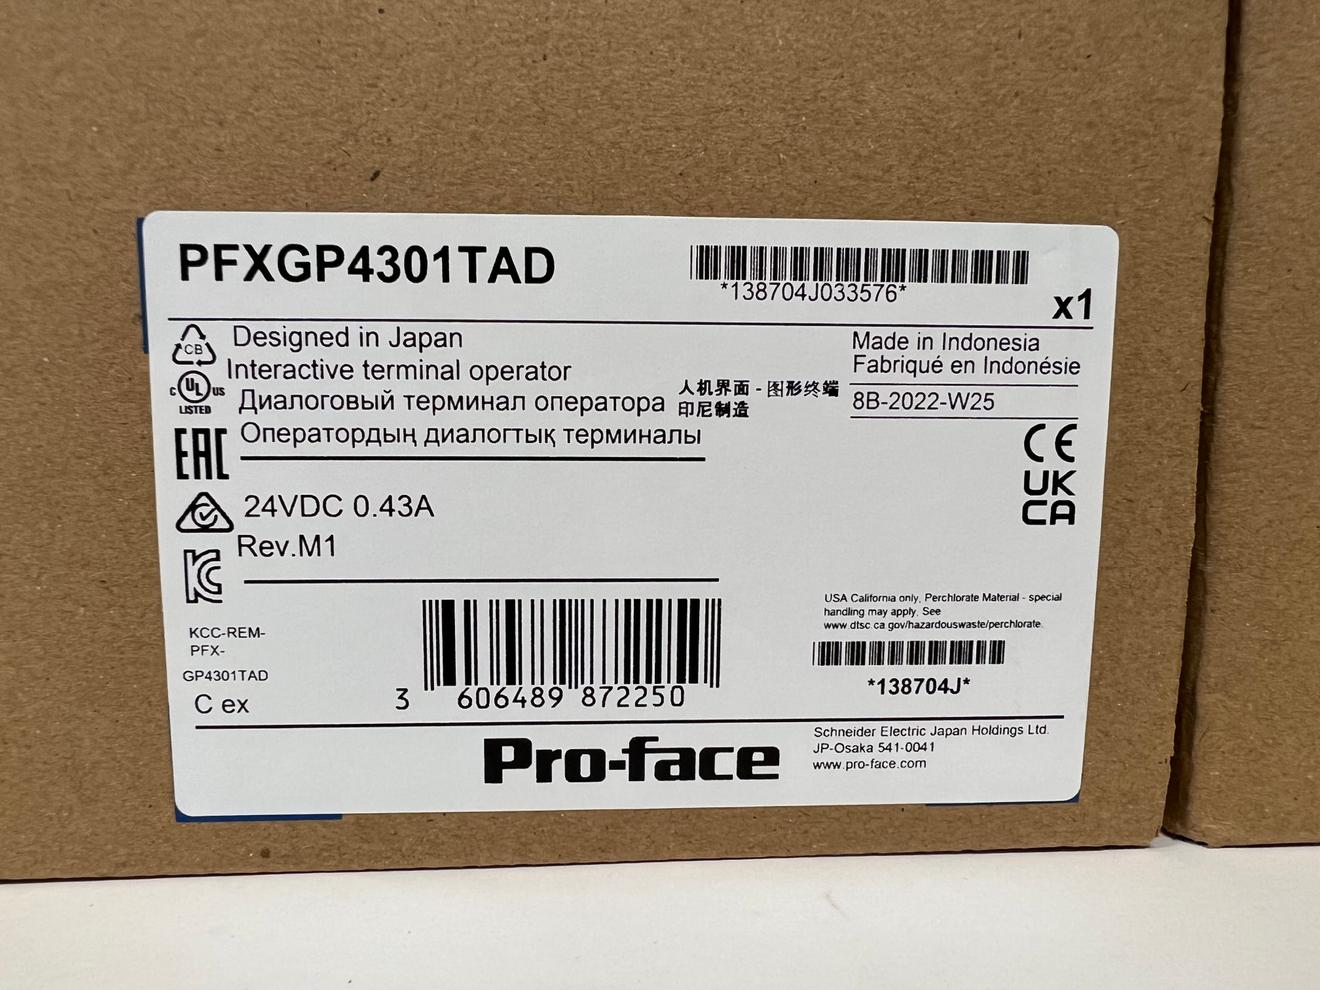 PFXGP4301TAD
*138704J033576*
x1
CB
Designed in Japan
Made in Indonesia
Fabriqué en Indonésie
C UL US
LISTED
Interactive terminal operator
Диалоговый терминал оператора
人机界面 - 图形终端
印尼制造
8B-2022-W25
EAC
Оператордың диалогтық терминалы
CE
UK
CA
24VDC 0.43A
Rev.M1
KC
KCC-REM-
PFX-
GP4301TAD
C ex
3 606489 872250
USA California only, Perchlorate Material - special
handling may apply. See
www.dtsc.ca.gov/hazardouswaste/perchlorate.
*138704J*
Pro-face
Schneider Electric Japan Holdings Ltd.
JP-Osaka 541-0041
www.pro-face.com